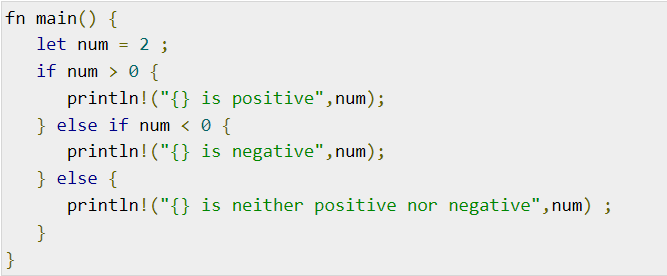 fn main() {
   let num = 2 ;
   if num > 0 {
      println!("{} is positive",num);
   } else if num < 0 {
      println!("{} is negative",num);
   } else {
      println!("{} is neither positive nor negative",num) ;
   }
}